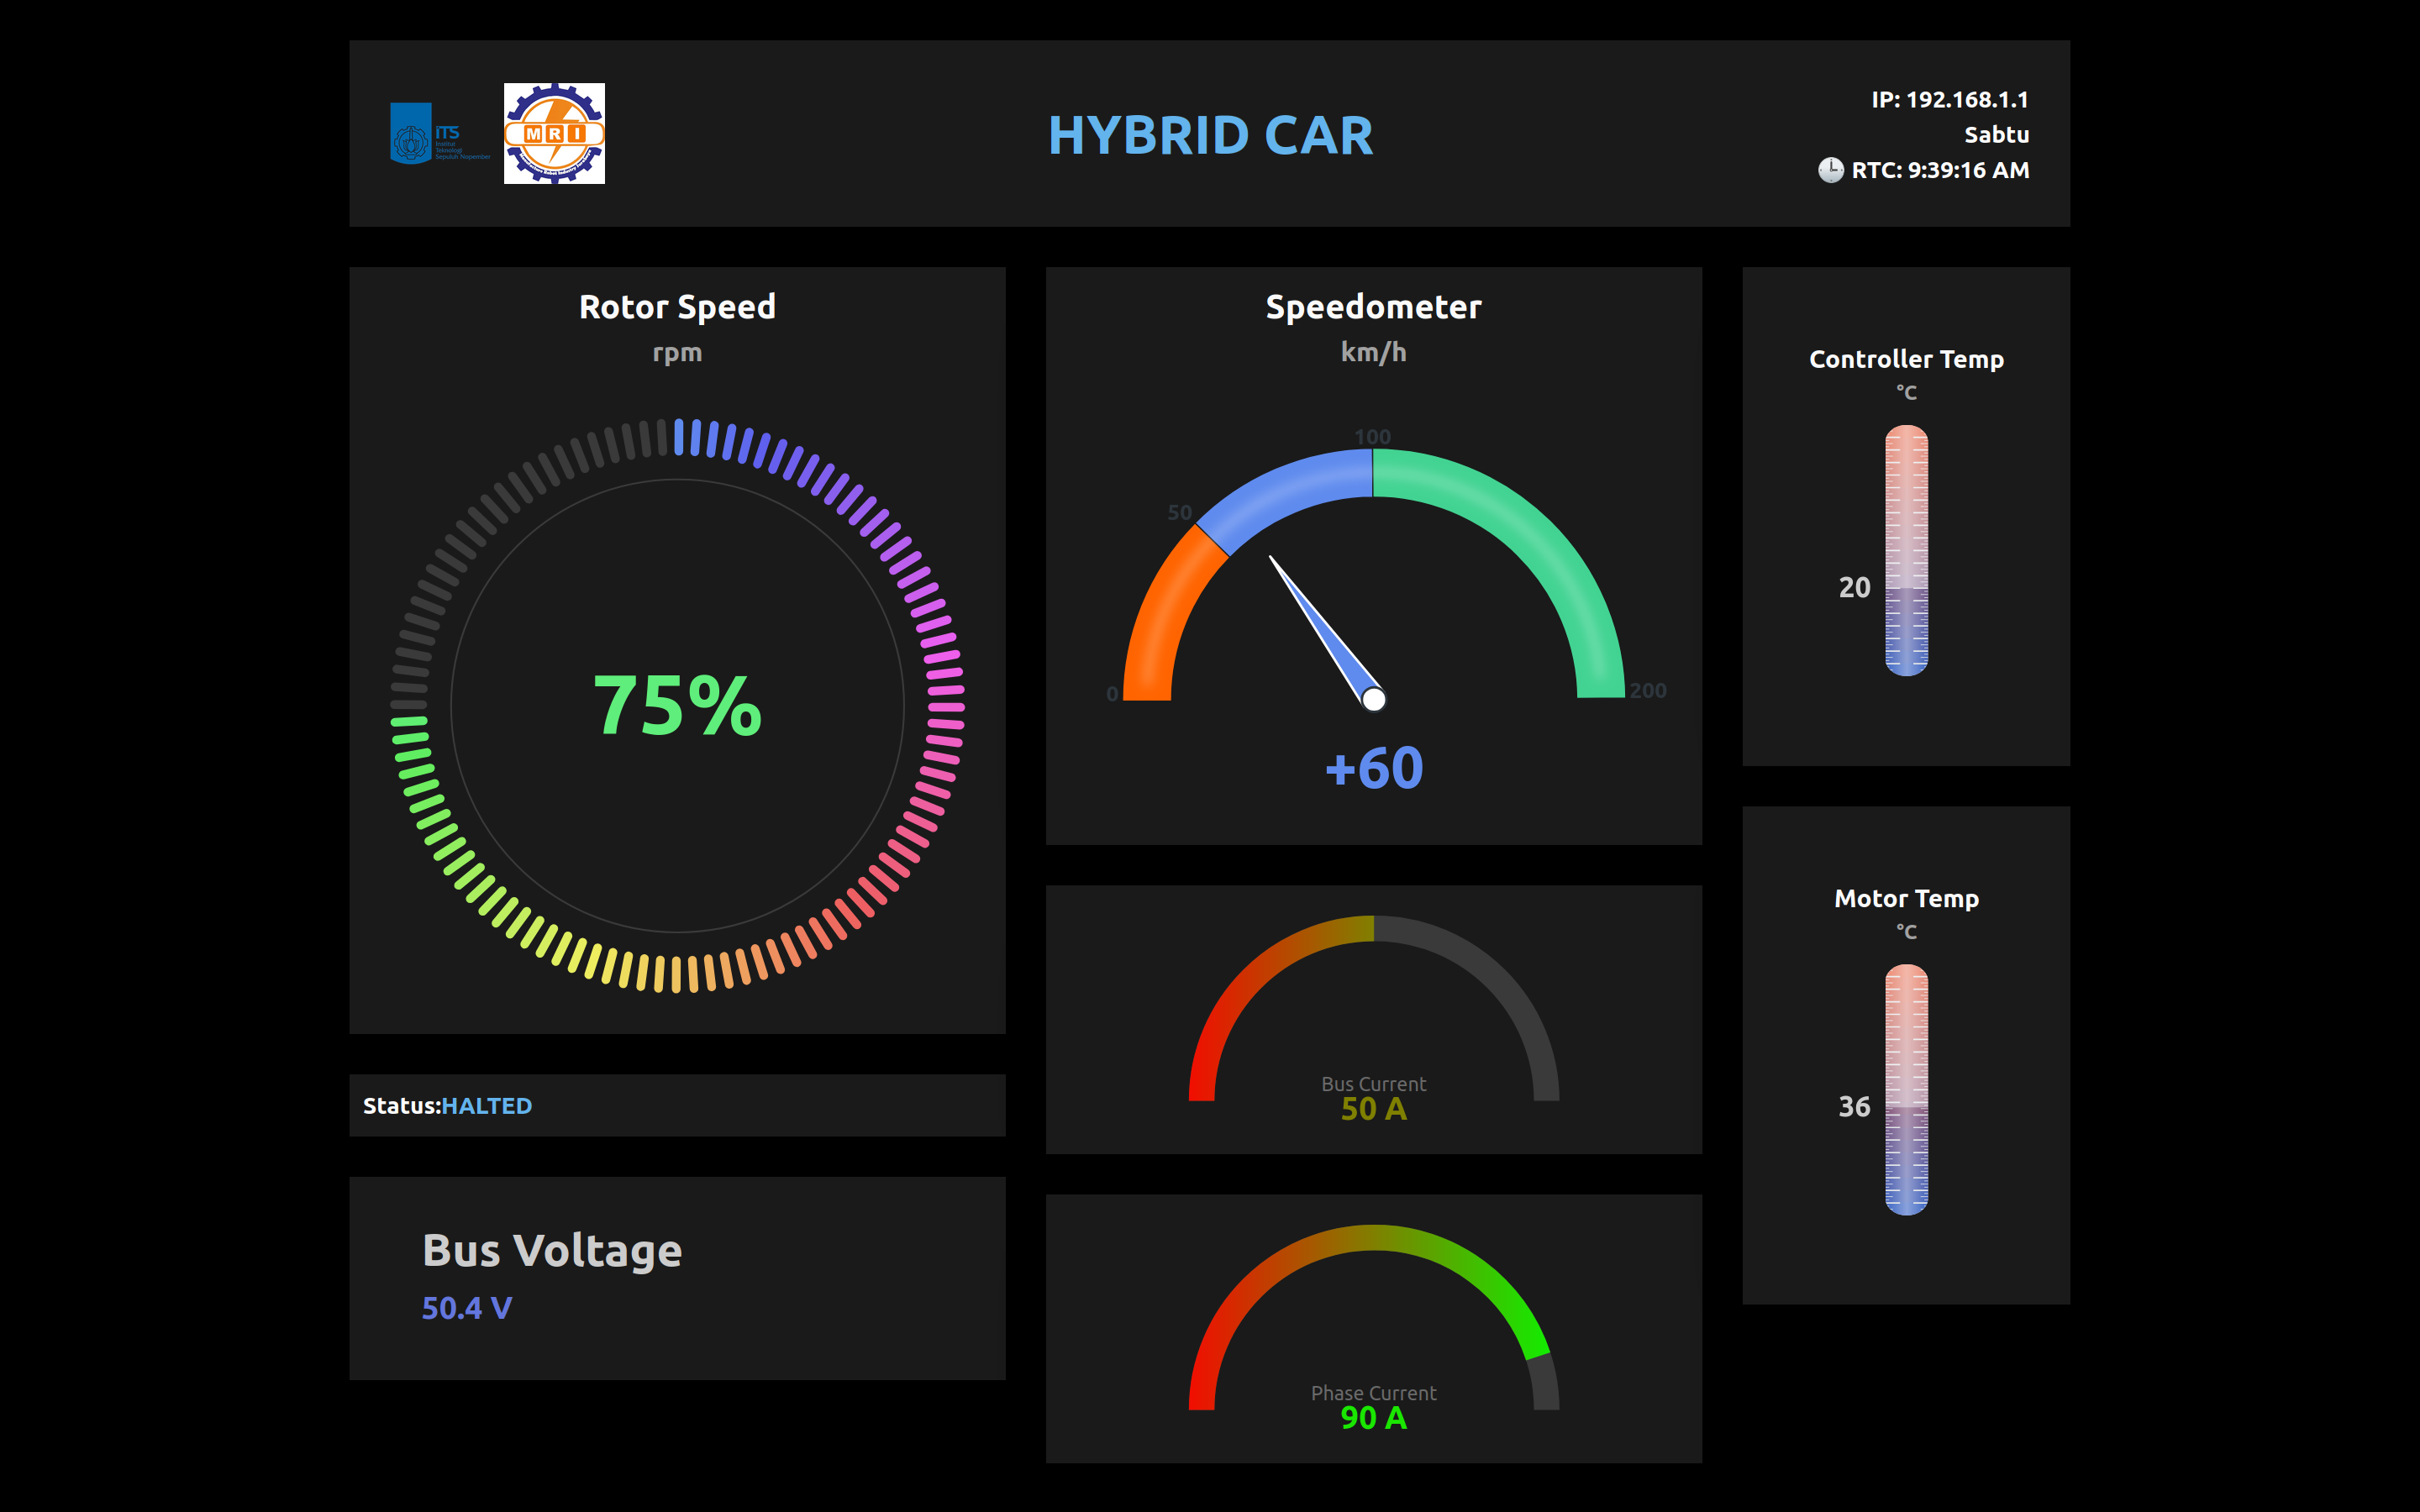 ITS
Institut
Teknologi
Sepuluh Nopember
MRI
HYBRID CAR
IP: 192.168.1.1
Sabtu
RTC: 9:39:16 AM
Rotor Speed
rpm
75%
Status:HALTED
Bus Voltage
50.4 V
Speedometer
km/h
0
50
100
200
+60
Bus Current
50 A
Phase Current
90 A
Controller Temp
°C
20
Motor Temp
°C
36